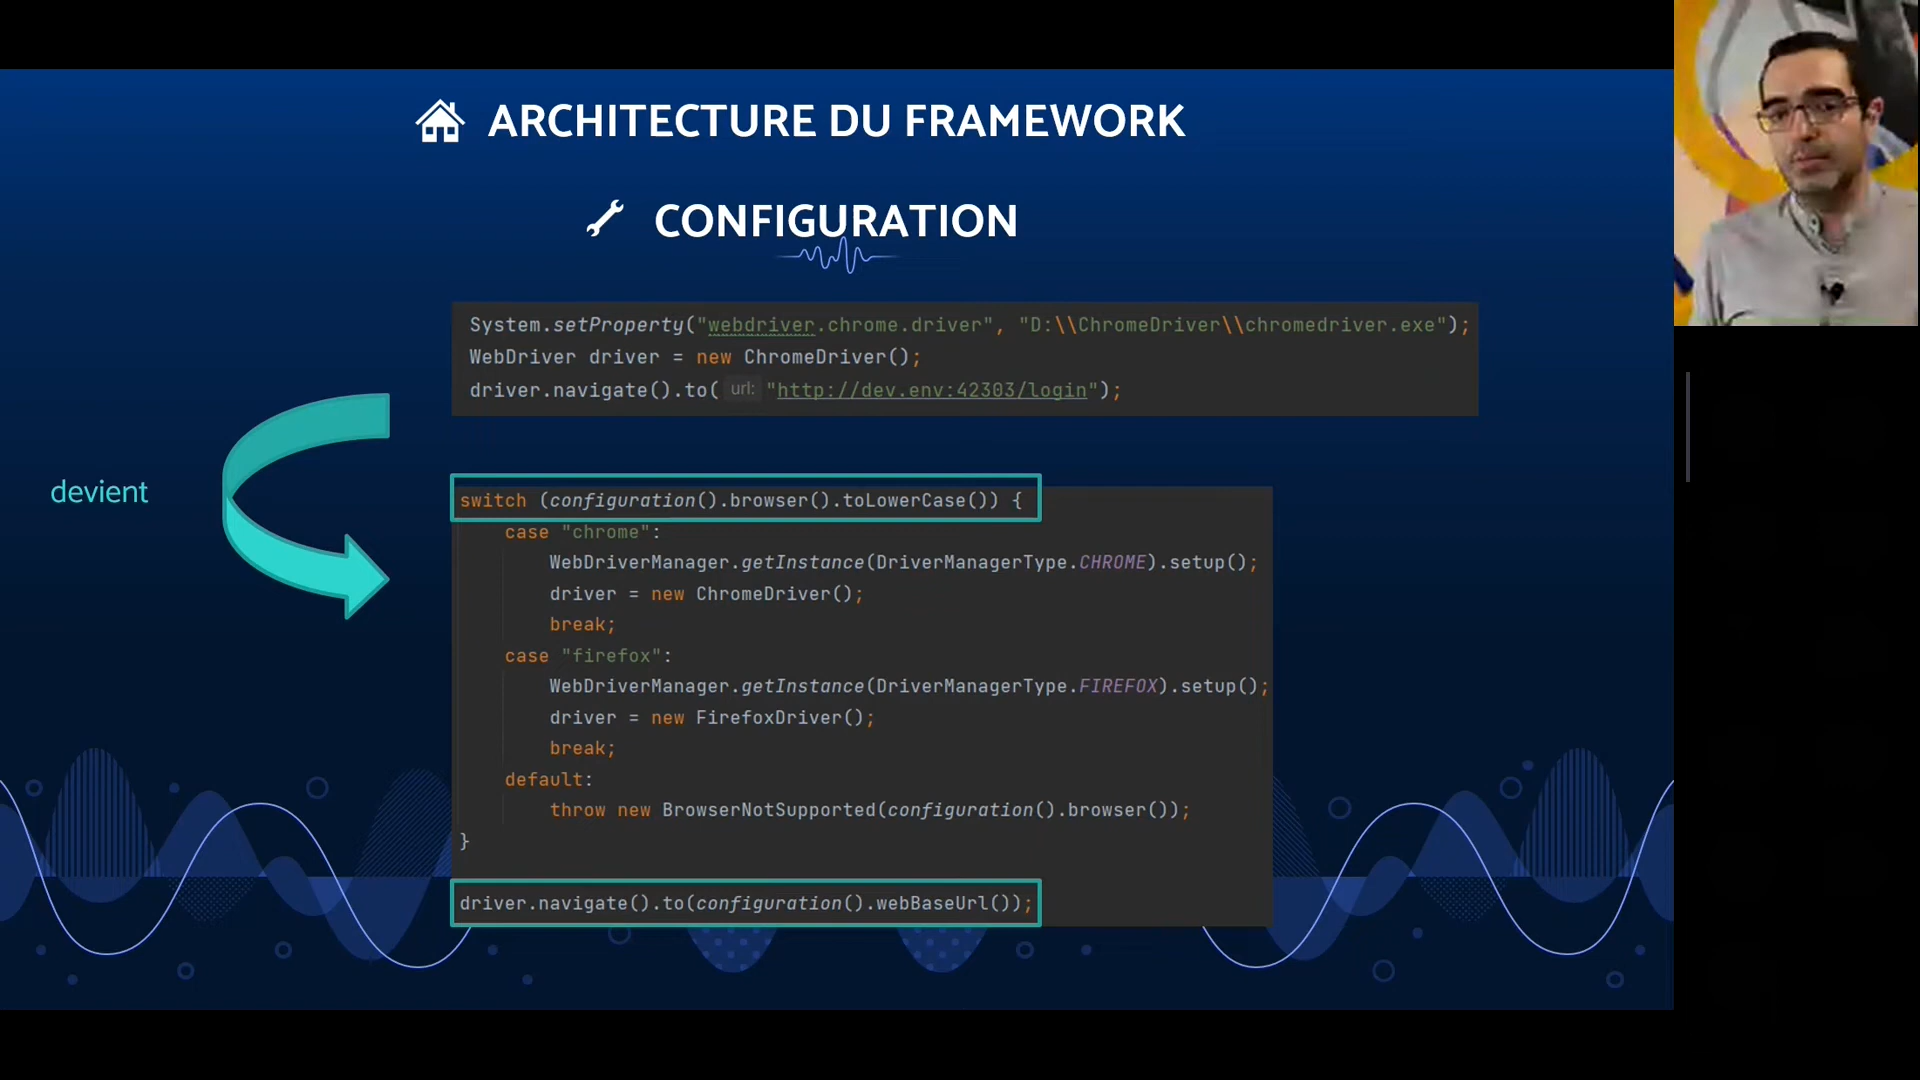 ARCHITECTURE DU FRAMEWORK
CONFIGURATION
System.setProperty("webdriver.chrome.driver", "D:\\ChromeDriver\\chromedriver.exe");
WebDriver driver = new ChromeDriver();
driver.navigate().to( url: "http://dev.env:42303/login");
devient
switch (configuration().browser().toLowerCase()) {
case "chrome":
WebDriverManager.getInstance(DriverManagerType.CHROME).setup();
driver = new ChromeDriver();
break;
case "firefox":
WebDriverManager.getInstance(DriverManagerType.FIREFOX).setup();
driver = new FirefoxDriver();
break;
default:
throw new BrowserNotSupported(configuration().browser());
}
driver.navigate().to(configuration().webBaseUrl());